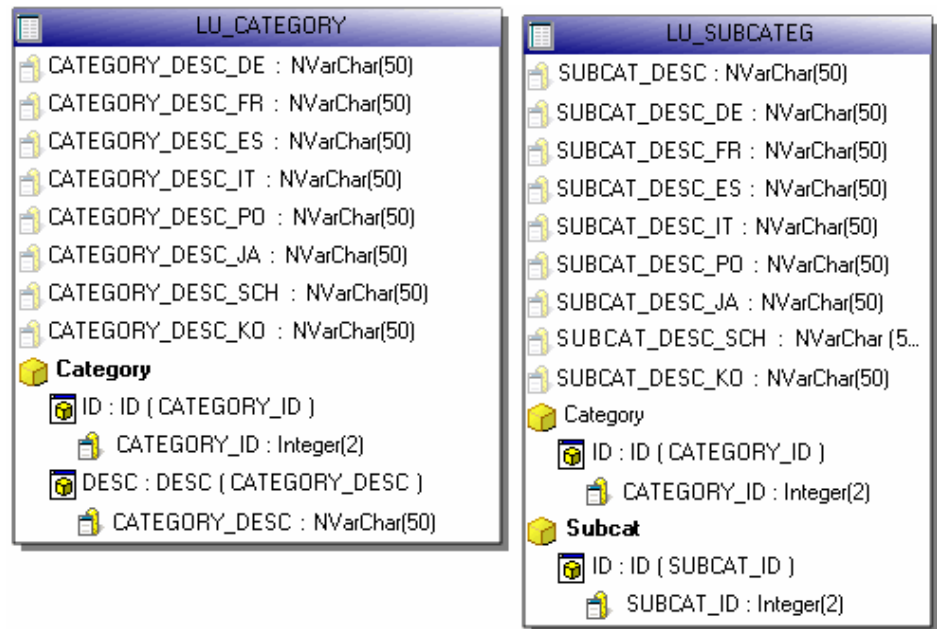 LU_CATEGORY
CATEGORY_DESC_DE : NVarChar(50)
CATEGORY_DESC_FR : NVarChar(50)
CATEGORY_DESC_ES : NVarChar(50)
CATEGORY_DESC_IT : NVarChar(50)
CATEGORY_DESC_PO : NVarChar(50)
CATEGORY_DESC_JA : NVarChar(50)
CATEGORY_DESC_SCH : NVarChar(50)
CATEGORY_DESC_KO : NVarChar(50)
Category
ID : ID ( CATEGORY_ID )
CATEGORY_ID : Integer(2)
DESC : DESC ( CATEGORY_DESC )
CATEGORY_DESC : NVarChar(50)
LU_SUBCATEG
SUBCAT_DESC : NVarChar(50)
SUBCAT_DESC_DE : NVarChar(50)
SUBCAT_DESC_FR : NVarChar(50)
SUBCAT_DESC_ES : NVarChar(50)
SUBCAT_DESC_IT : NVarChar(50)
SUBCAT_DESC_PO : NVarChar(50)
SUBCAT_DESC_JA : NVarChar(50)
SUBCAT_DESC_SCH : NVarChar (5...
SUBCAT_DESC_KO : NVarChar(50)
Category
ID : ID ( CATEGORY_ID )
CATEGORY_ID : Integer(2)
Subcat
ID : ID ( SUBCAT_ID )
SUBCAT_ID : Integer(2)